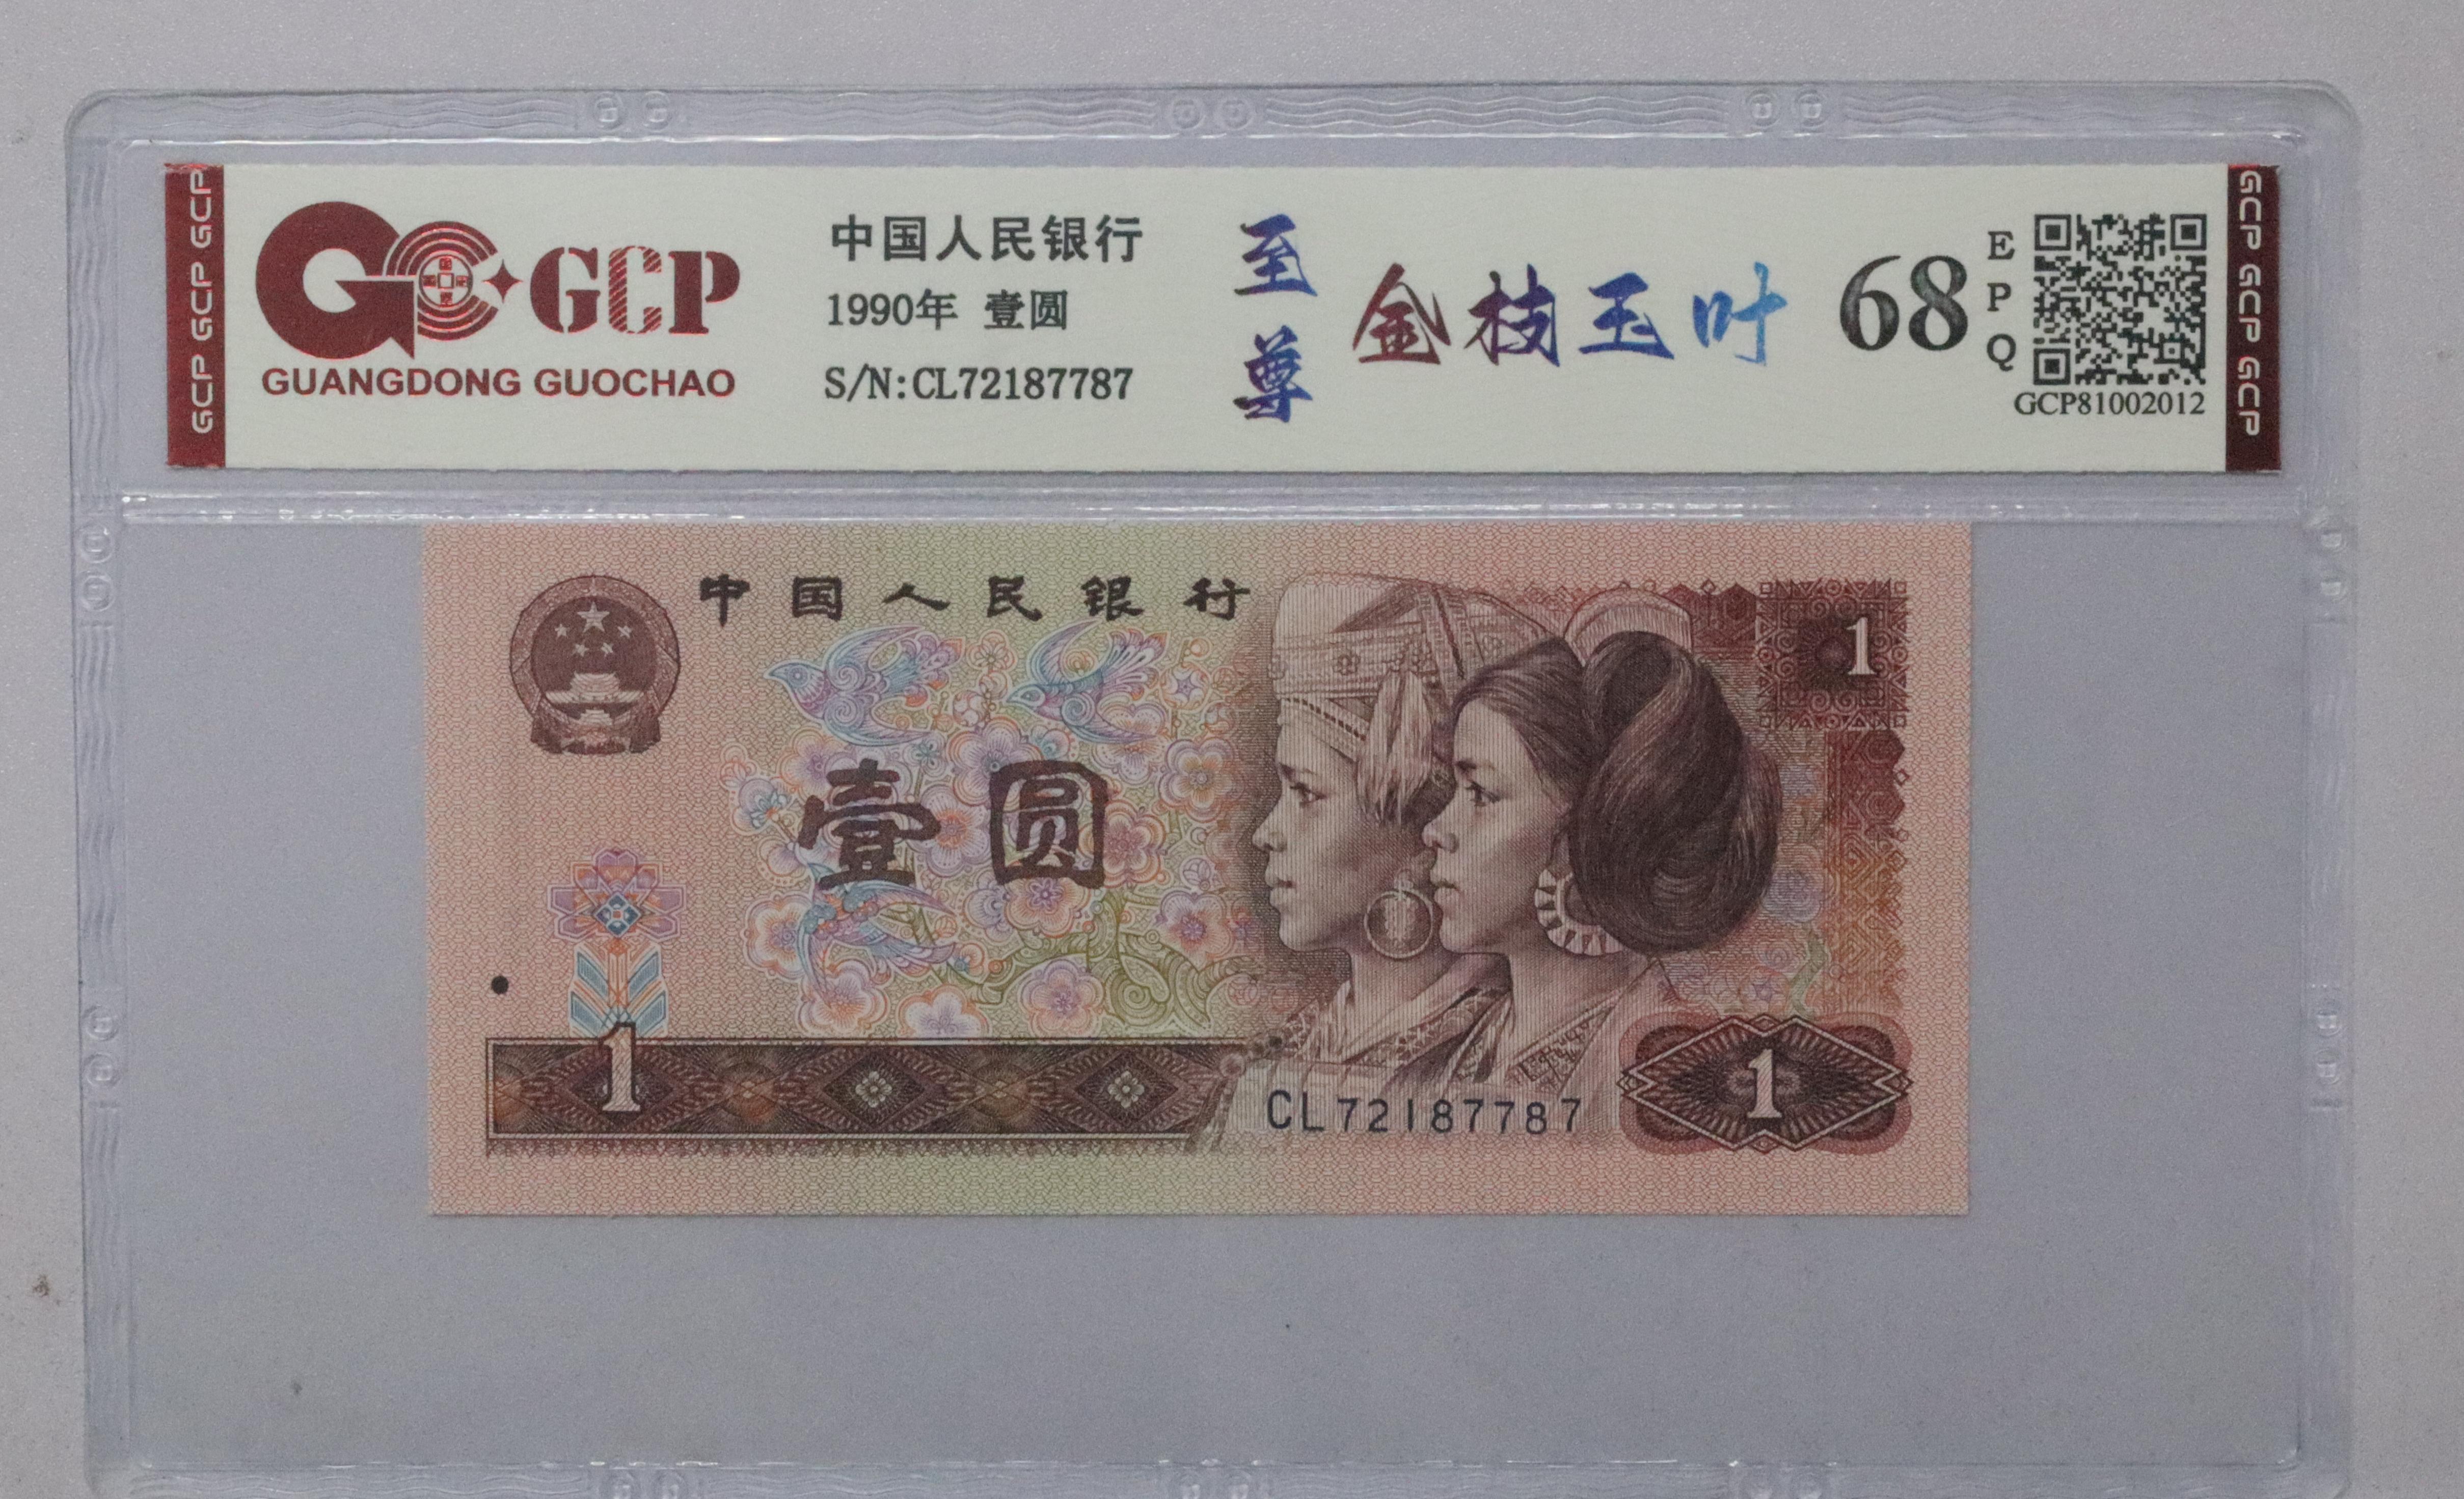 GCP GCP GCP
GCP
GUANGDONG GUOCHAO
中国人民银行
1990年 壹圆
S/N:CL72187787
至尊
金枝玉叶
68
EPQ
GCP81002012
GCP GCP GCP
中国人民银行
1
壹圆
1
1
CL72187787